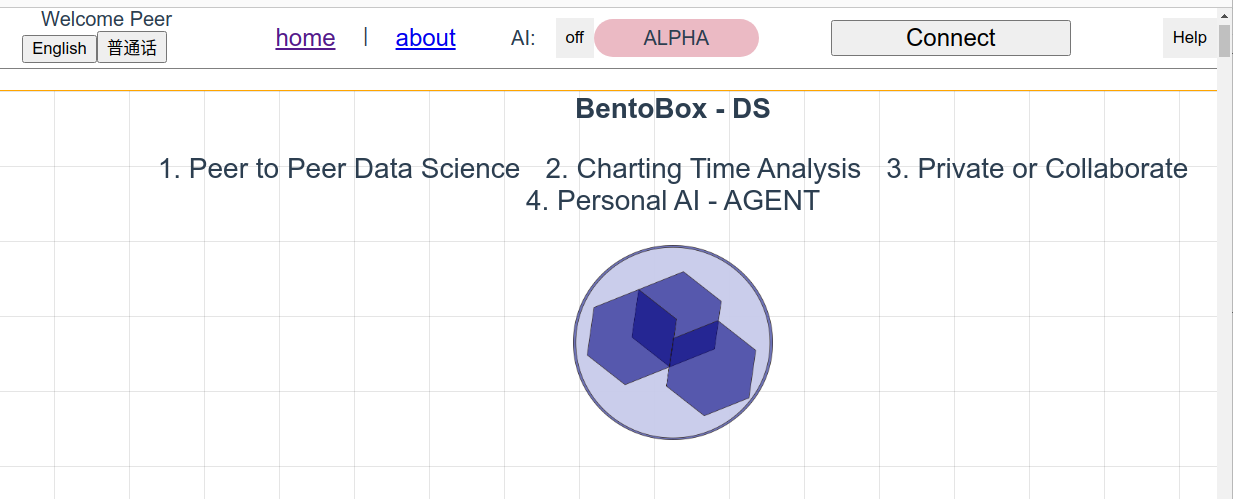 Welcome Peer
English 普通话
home | about
AI: off ALPHA
Connect
Help
BentoBox - DS
1. Peer to Peer Data Science 2. Charting Time Analysis 3. Private or Collaborate
4. Personal AI - AGENT